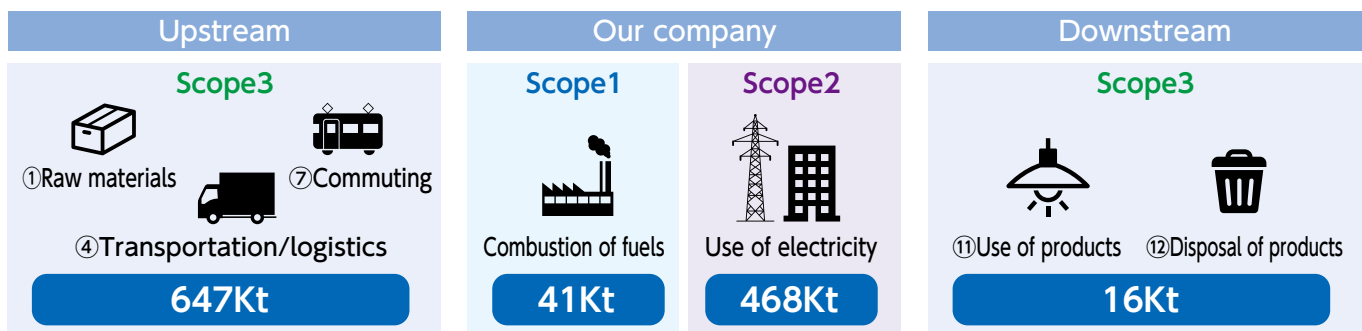 Upstream
Scope3
①Raw materials
⑦Commuting
④Transportation/logistics
647Kt
Our company
Scope1
Combustion of fuels
41Kt
Scope2
Use of electricity
468Kt
Downstream
Scope3
⑪Use of products
⑫Disposal of products
16Kt